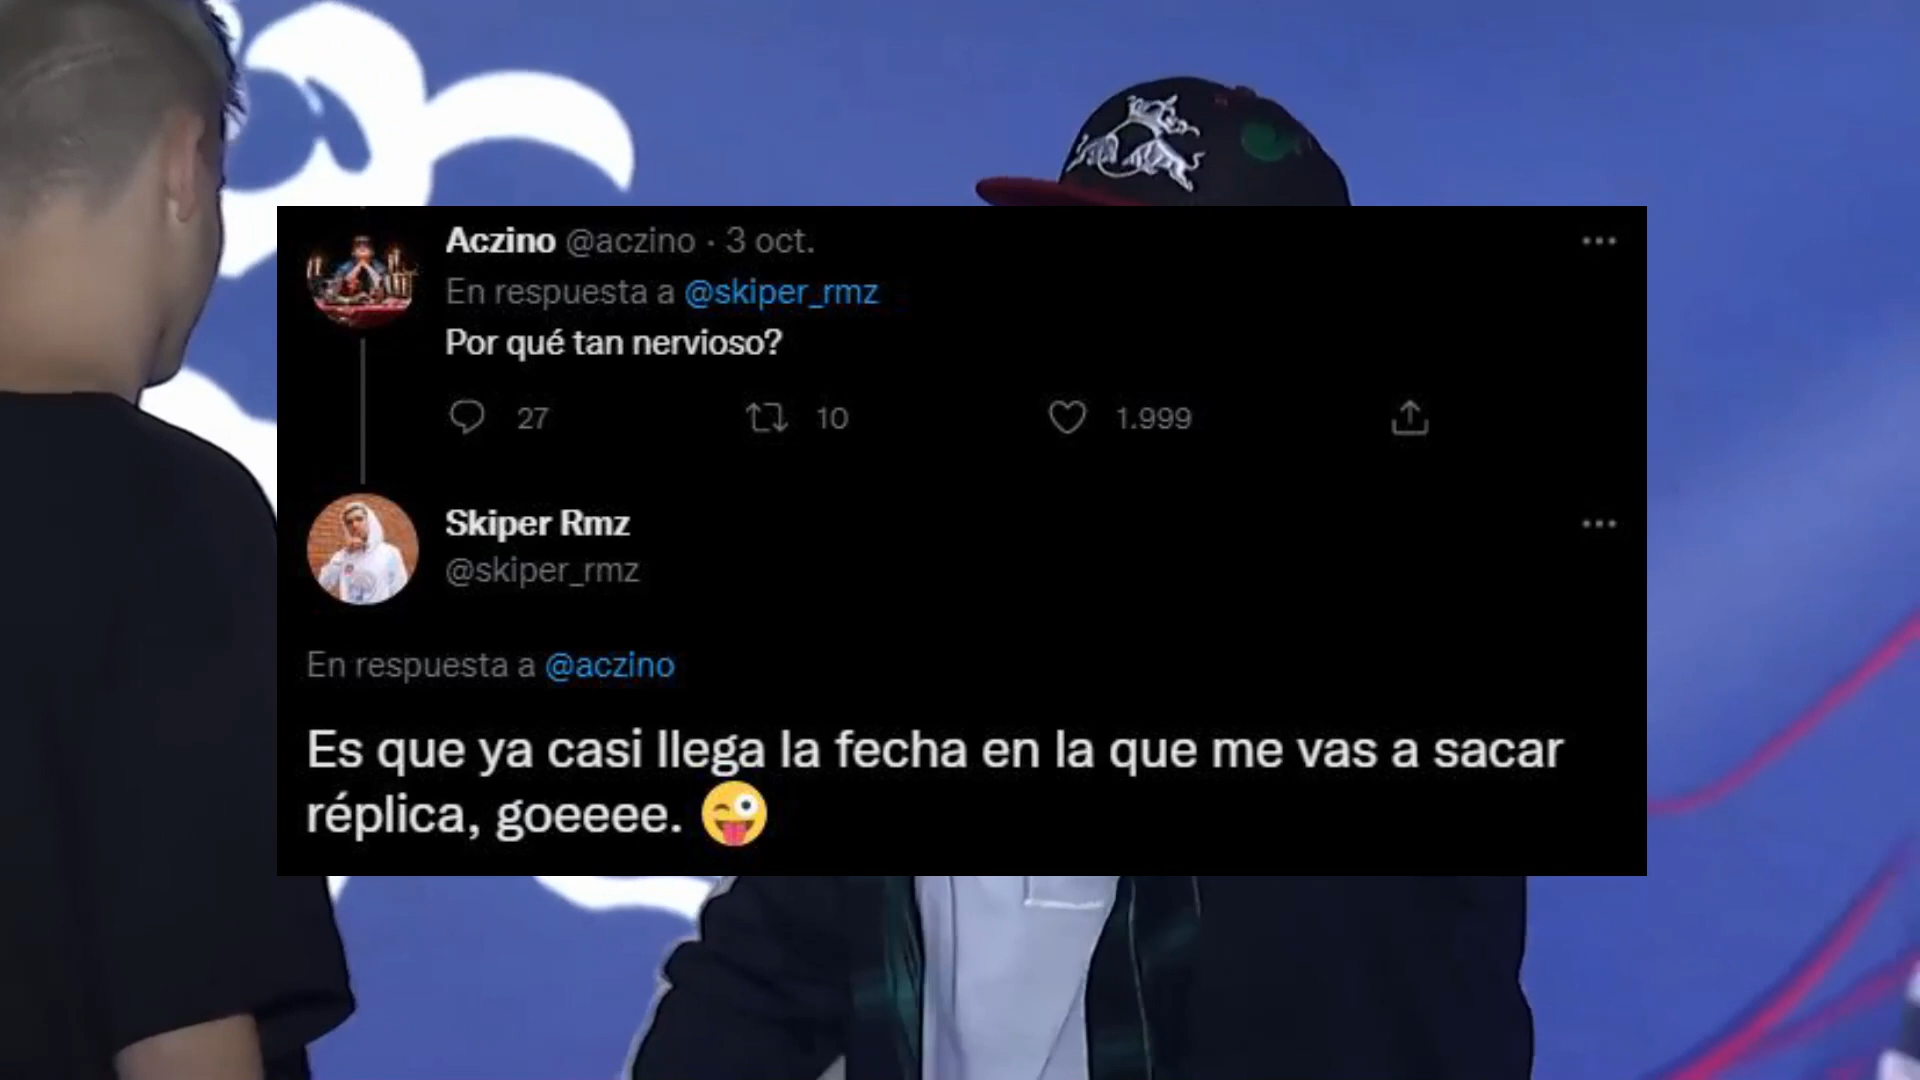 Aczino @aczino · 3 oct.
En respuesta a @skiper_rmz
Por qué tan nervioso?
27 10 1.999
Skiper Rmz
@skiper_rmz
En respuesta a @aczino
Es que ya casi llega la fecha en la que me vas a sacar
réplica, goeeee. 😜